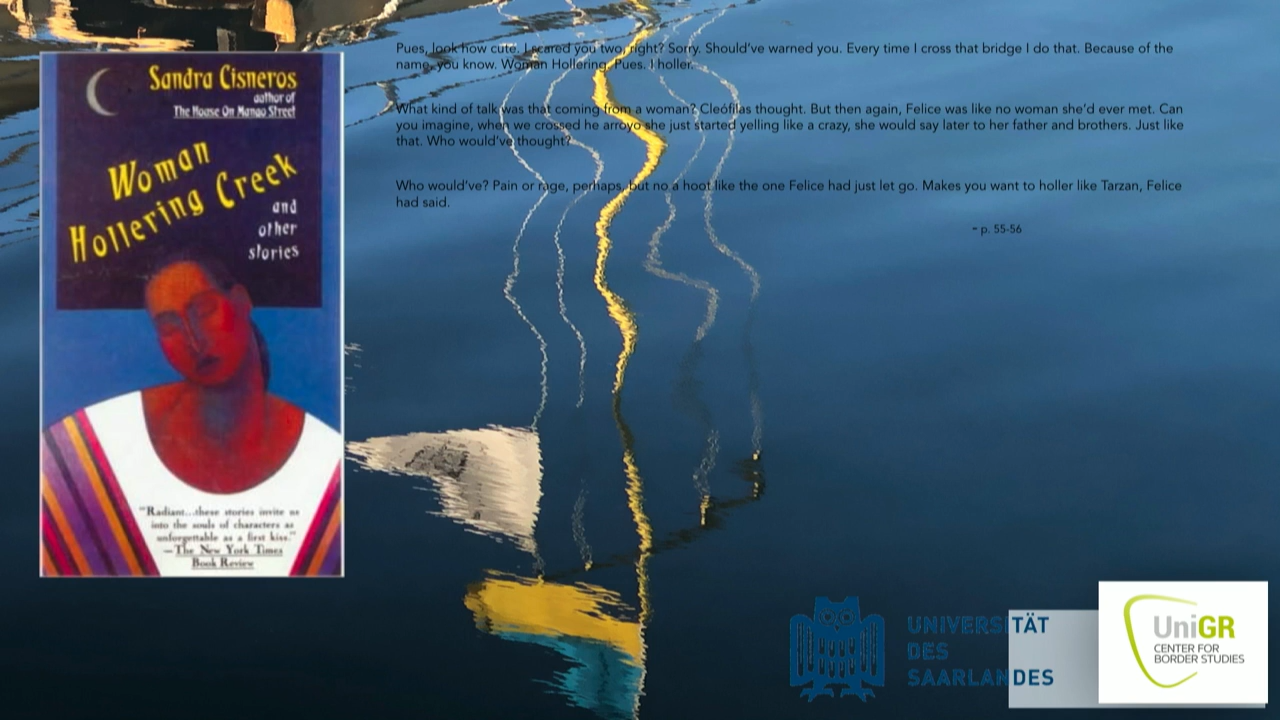 Sandra Cisneros
author of
The House On Mango Street
Woman
Hollering Creek
and
other
stories
"Radiant...these stories invite us
into the souls of characters as
unforgettable as a first kiss."
—The New York Times
Book Review
Pues, look how cute. I scared you two, right? Sorry. Should've warned you. Every time I cross that bridge I do that. Because of the
name, you know. Woman Hollering. Pues. I holler.
What kind of talk was that coming from a woman? Cleófilas thought. But then again, Felice was like no woman she'd ever met. Can
you imagine, when we crossed he arroyo she just started yelling like a crazy, she would say later to her father and brothers. Just like
that. Who would've thought?
Who would've? Pain or rage, perhaps, but no a hoot like the one Felice had just let go. Makes you want to holler like Tarzan, Felice
had said.
~ p. 55-56
UNIVERSITÄT
DES
SAARLANDES
UniGR
CENTER FOR
BORDER STUDIES